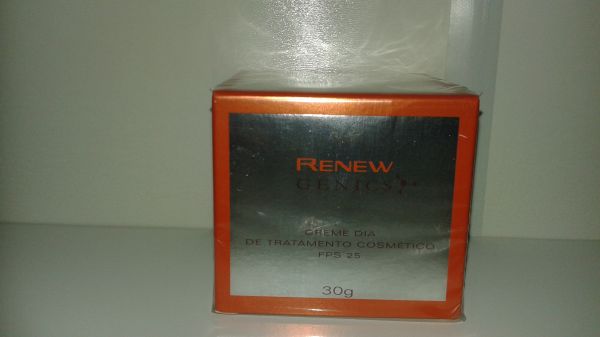 RENEW
GENICS
CREME DIA
DE TRATAMENTO COSMÉTICO
FPS 25
30g